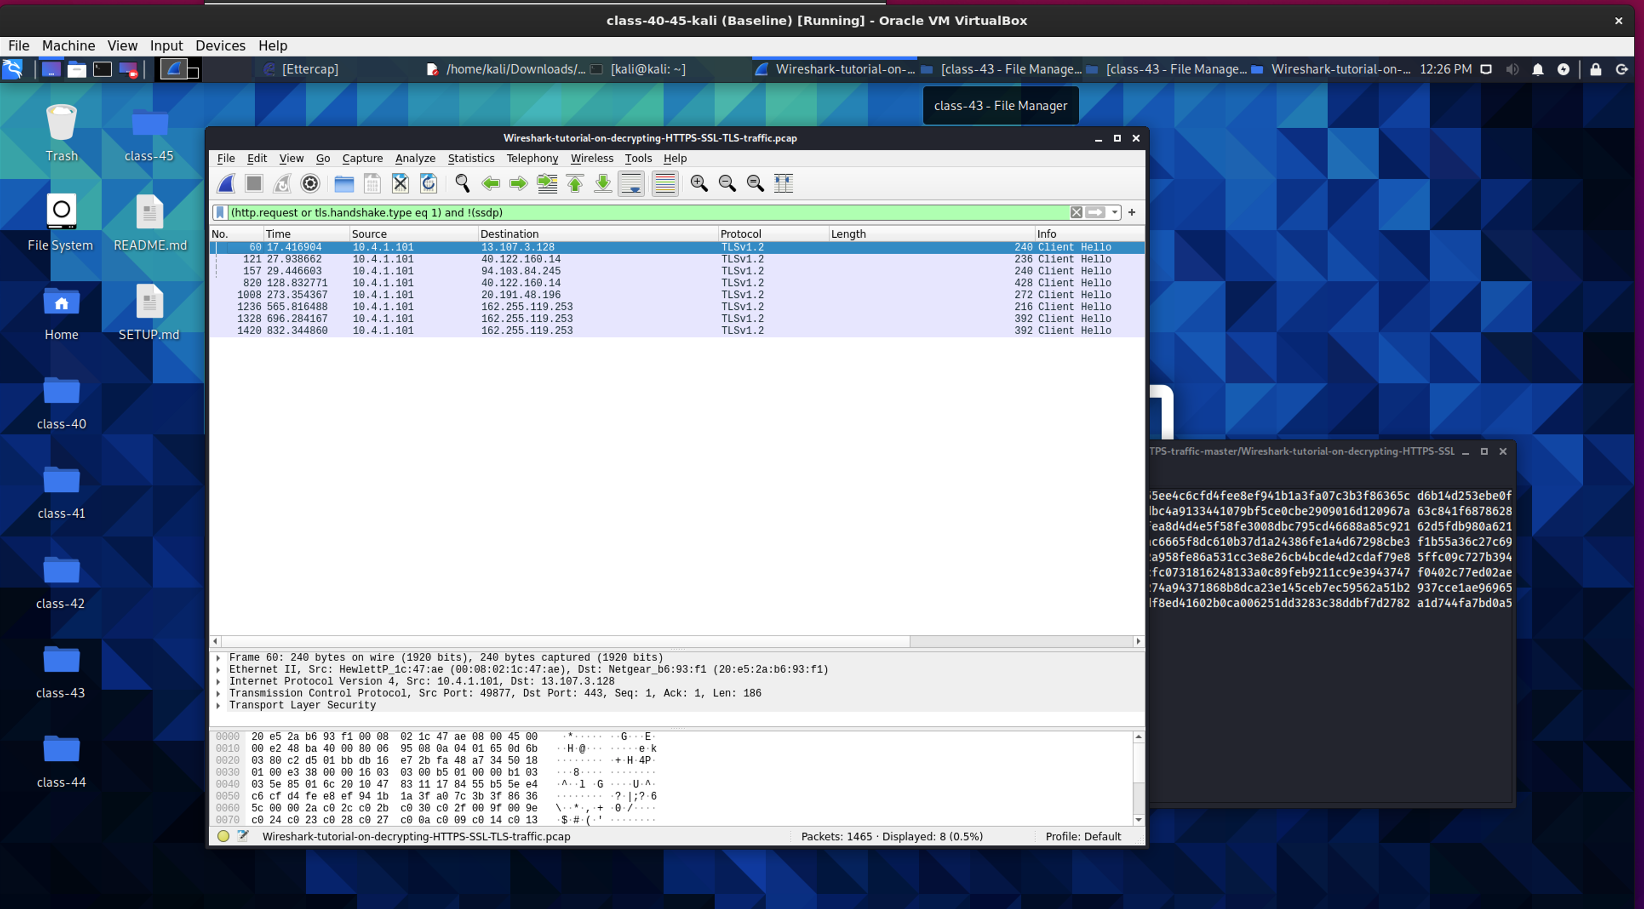 class-40-45-kali (Baseline) [Running] - Oracle VM VirtualBox
File Machine View Input Devices Help
[Ettercap] /home/kali/Downloads/... [kali@kali: ~] Wireshark-tutorial-on-... [class-43 - File Manage... [class-43 - File Manage... Wireshark-tutorial-on-... 12:26 PM
class-43 - File Manager
Trash
class-45
File System
README.md
Home
SETUP.md
class-40
class-41
class-42
class-43
class-44
Wireshark-tutorial-on-decrypting-HTTPS-SSL-TLS-traffic.pcap
File Edit View Go Capture Analyze Statistics Telephony Wireless Tools Help
(http.request or tls.handshake.type eq 1) and !(ssdp)
No. Time Source Destination Protocol Length Info
60 17.416904 10.4.1.101 13.107.3.128 TLSv1.2 240 Client Hello
121 27.938662 10.4.1.101 40.122.160.14 TLSv1.2 236 Client Hello
157 29.446603 10.4.1.101 94.103.84.245 TLSv1.2 240 Client Hello
820 128.832771 10.4.1.101 40.122.160.14 TLSv1.2 428 Client Hello
1008 273.354367 10.4.1.101 20.191.48.196 TLSv1.2 272 Client Hello
1236 565.816488 10.4.1.101 162.255.119.253 TLSv1.2 216 Client Hello
1328 696.284167 10.4.1.101 162.255.119.253 TLSv1.2 392 Client Hello
1420 832.344860 10.4.1.101 162.255.119.253 TLSv1.2 392 Client Hello
Frame 60: 240 bytes on wire (1920 bits), 240 bytes captured (1920 bits)
Ethernet II, Src: HewlettP_1c:47:ae (00:08:02:1c:47:ae), Dst: Netgear_b6:93:f1 (20:e5:2a:b6:93:f1)
Internet Protocol Version 4, Src: 10.4.1.101, Dst: 13.107.3.128
Transmission Control Protocol, Src Port: 49877, Dst Port: 443, Seq: 1, Ack: 1, Len: 186
Transport Layer Security
0000 20 e5 2a b6 93 f1 00 08 02 1c 47 ae 08 00 45 00 ·*····· ··G···E·
0010 00 e2 48 ba 40 00 80 06 95 08 0a 04 01 65 0d 6b ··H·@··· ·····e·k
0020 03 80 c2 d5 01 bb db 16 e7 2b fa 48 a7 34 50 18 ········ ·+·H·4P·
0030 01 00 e3 38 00 00 16 03 03 00 b5 01 00 00 b1 03 ···8···· ········
0040 03 5e 85 01 6c 20 10 47 83 11 17 84 55 b5 5e e4 ·^··l ·G ····U·^·
0050 c6 cf d4 fe e8 ef 94 1b 1a 3f a0 7c 3b 3f 86 36 ········ ·?·|;?·6
0060 5c 00 00 2a c0 2c c0 2b c0 30 c0 2f 00 9f 00 9e \··*·,·+ ·0·/····
0070 c0 24 c0 23 c0 28 c0 27 c0 0a c0 09 c0 14 c0 13 ·$·#·(·' ········
Wireshark-tutorial-on-decrypting-HTTPS-SSL-TLS-traffic.pcap Packets: 1465 · Displayed: 8 (0.5%) Profile: Default
TPS-traffic-master/Wireshark-tutorial-on-decrypting-HTTPS-SSL
55ee4c6cfd4fee8ef941b1a3fa07c3b3f86365c d6b14d253ebe0f
dbc4a9133441079bf5ce0cbe2909016d120967a 63c841f6878628
ea8d4d4e5f58fe3008dbc795cd46688a85c921 62d5fdb980a621
c6665f8dc610b37d1a24386fe1a4d67298cbe3 f1b55a36c27c69
a958fe86a531cc3e8e26cb4bcde4d2cdaf79e8 5ffc09c727b394
fc0731816248133a0c89feb9211cc9e3943747 f0402c77ed02ae
74a94371868b8dca23e145ceb7ec59562a51b2 937cce1ae96965
df8ed41602b0ca006251dd3283c38ddbf7d2782 a1d744fa7bd0a5